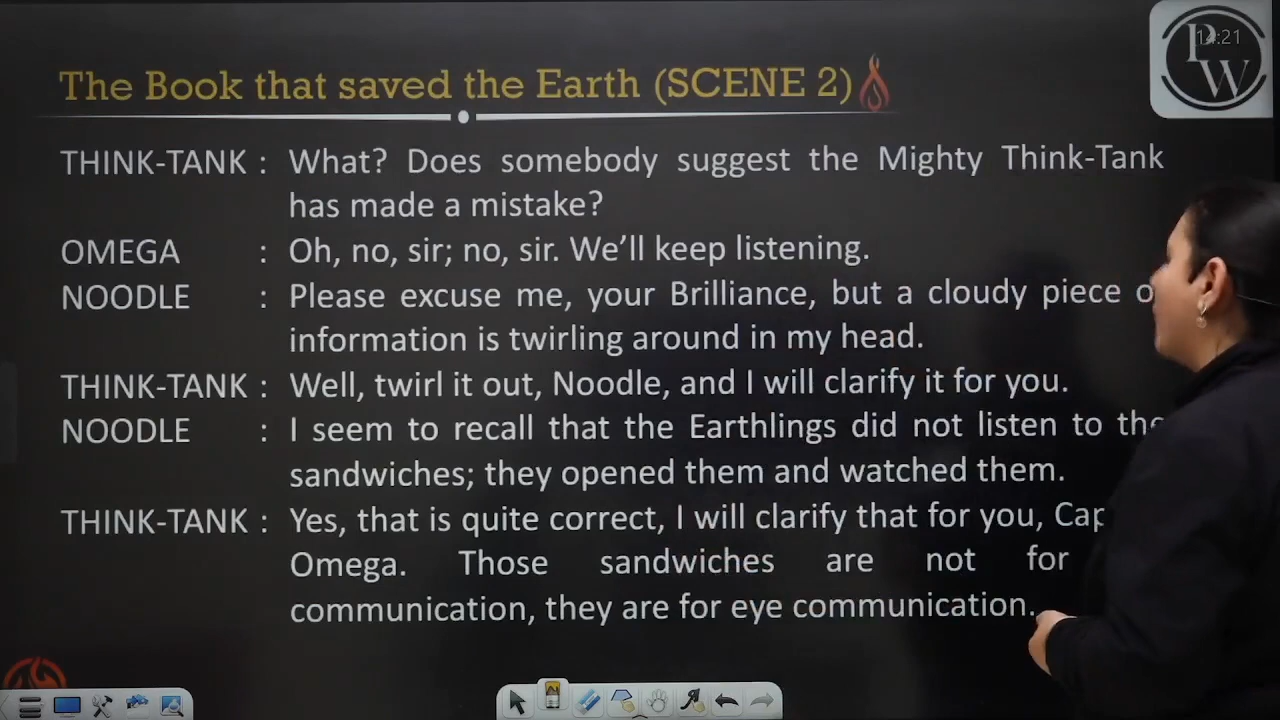 The Book that saved the Earth (SCENE 2)
PW
14:21
THINK-TANK : What? Does somebody suggest the Mighty Think-Tank
has made a mistake?
OMEGA : Oh, no, sir; no, sir. We’ll keep listening.
NOODLE : Please excuse me, your Brilliance, but a cloudy piece
information is twirling around in my head.
THINK-TANK : Well, twirl it out, Noodle, and I will clarify it for you.
NOODLE : I seem to recall that the Earthlings did not listen to the
sandwiches; they opened them and watched them.
THINK-TANK : Yes, that is quite correct, I will clarify that for you,
Omega. Those sandwiches are not for
communication, they are for eye communication.